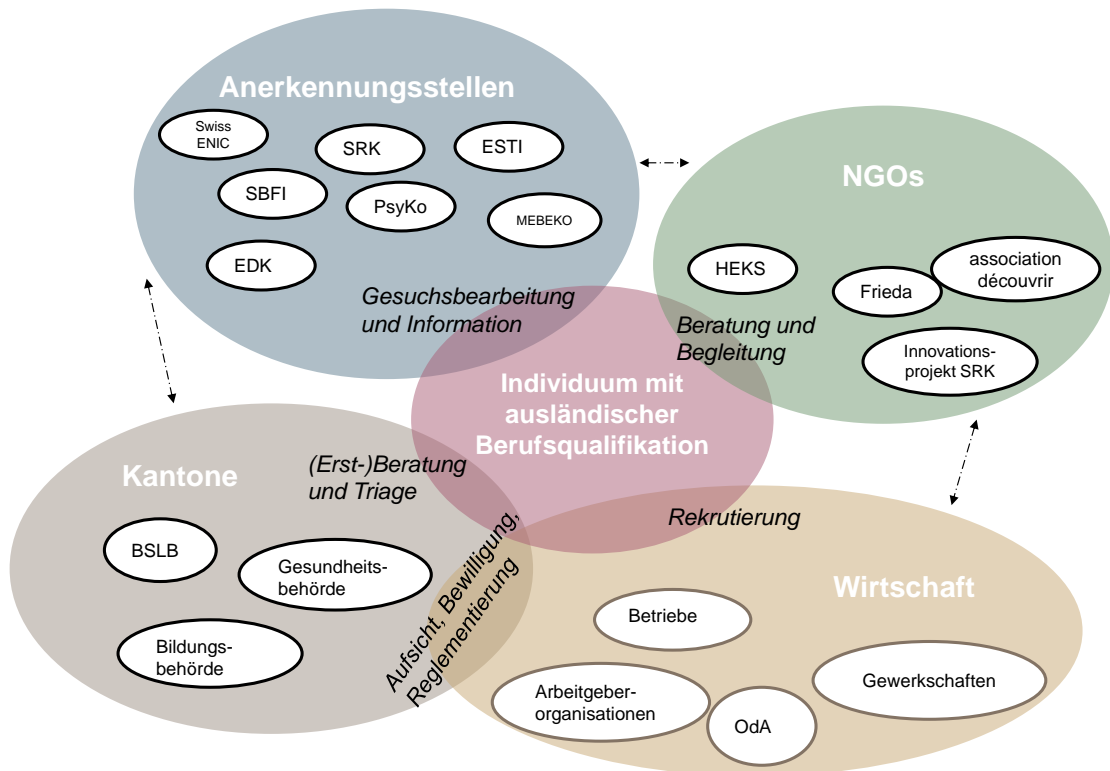 Anerkennungsstellen
Swiss
ENIC
SRK
ESTI
SBFI
PsyKo
MEBEKO
EDK
Gesuchsbearbeitung
und Information
NGOs
HEKS
association
découvrir
Frieda
Innovations-
projekt SRK
Beratung und
Begleitung
Individuum mit
ausländischer
Berufsqualifikation
Kantone
(Erst-)Beratung
und Triage
BSLB
Gesundheits-
behörde
Bildungs-
behörde
Aufsicht, Bewilligung,
Reglementierung
Rekrutierung
Wirtschaft
Betriebe
Arbeitgeber-
organisationen
OdA
Gewerkschaften